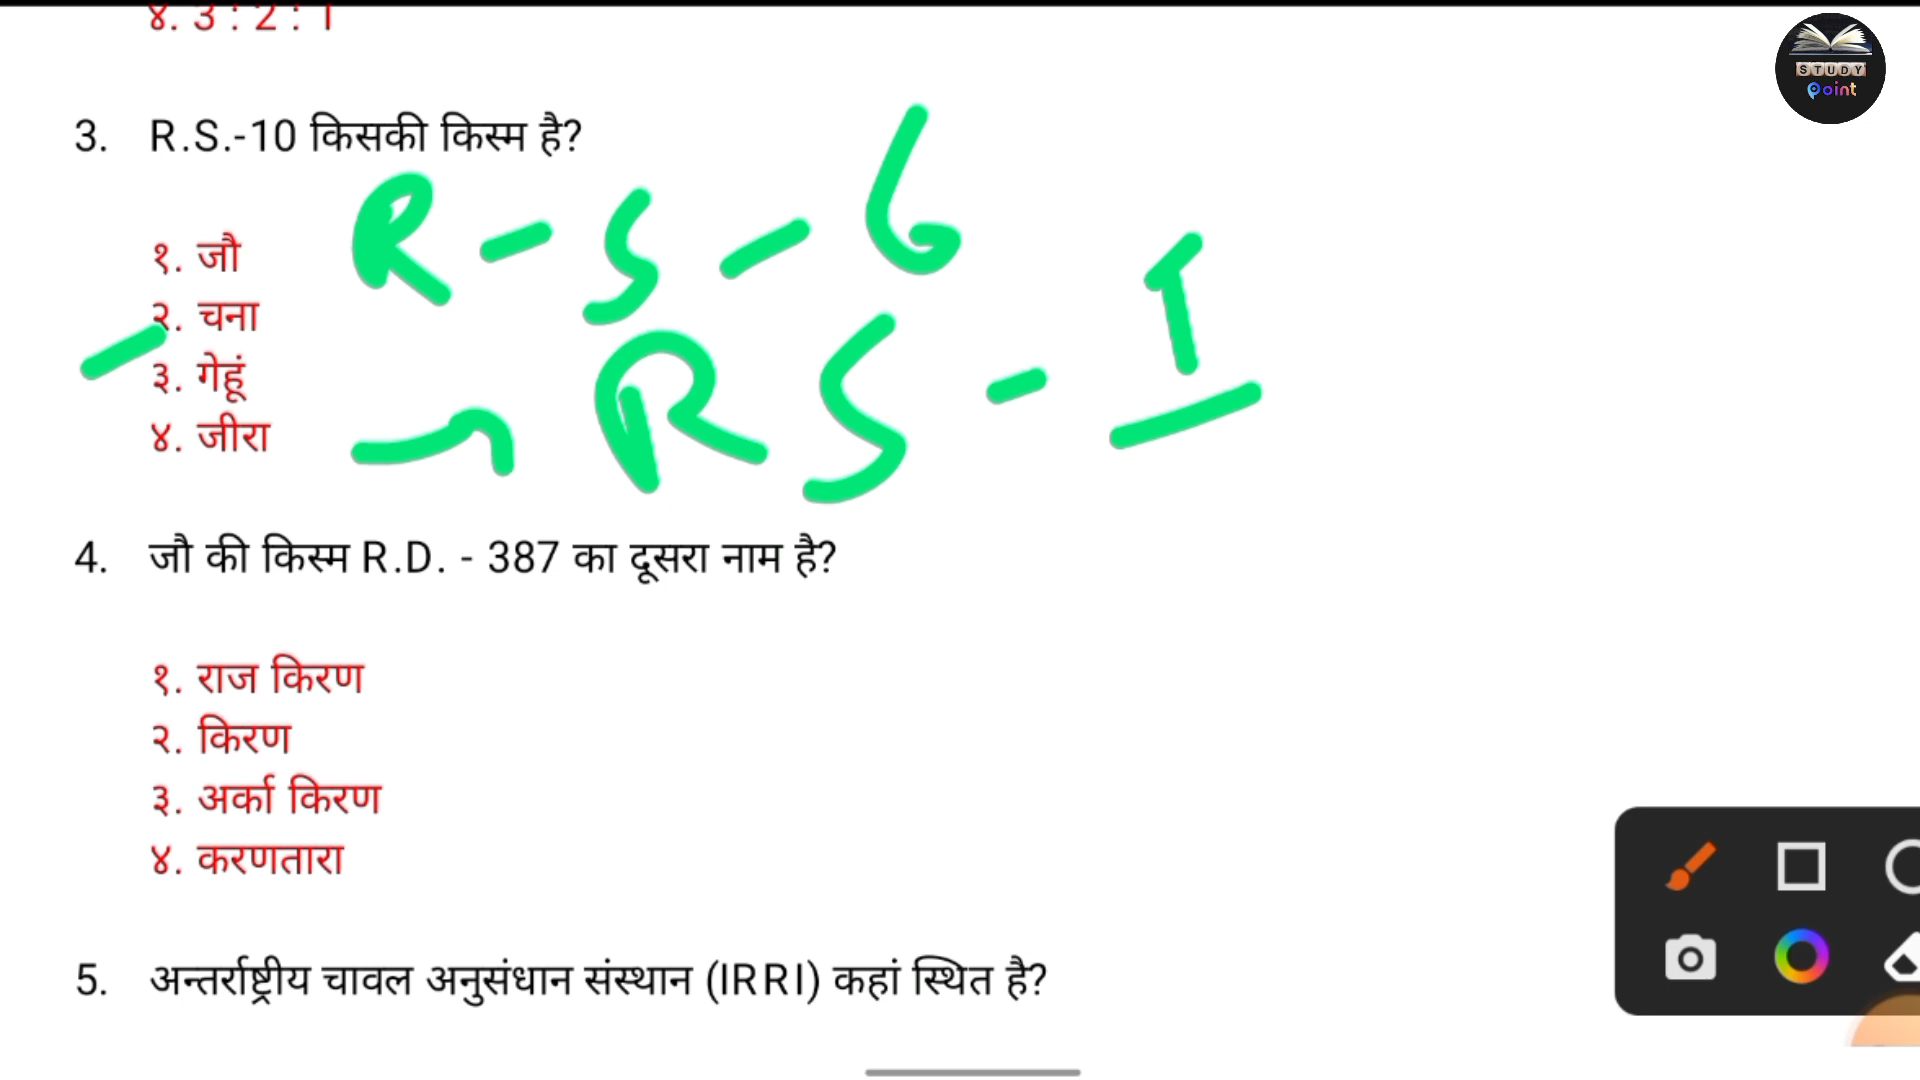 ४. 3 : 2 : 1
STUDY
Point
3. R.S.-10 किसकी किस्म है?
R - S - 6
१. जौ
२. चना
३. गेहूं
RS - 1
४. जीरा
4. जौ की किस्म R.D. - 387 का दूसरा नाम है?
१. राज किरण
२. किरण
३. अर्का किरण
४. करणतारा
5. अन्तर्राष्ट्रीय चावल अनुसंधान संस्थान (IRRI) कहां स्थित है?